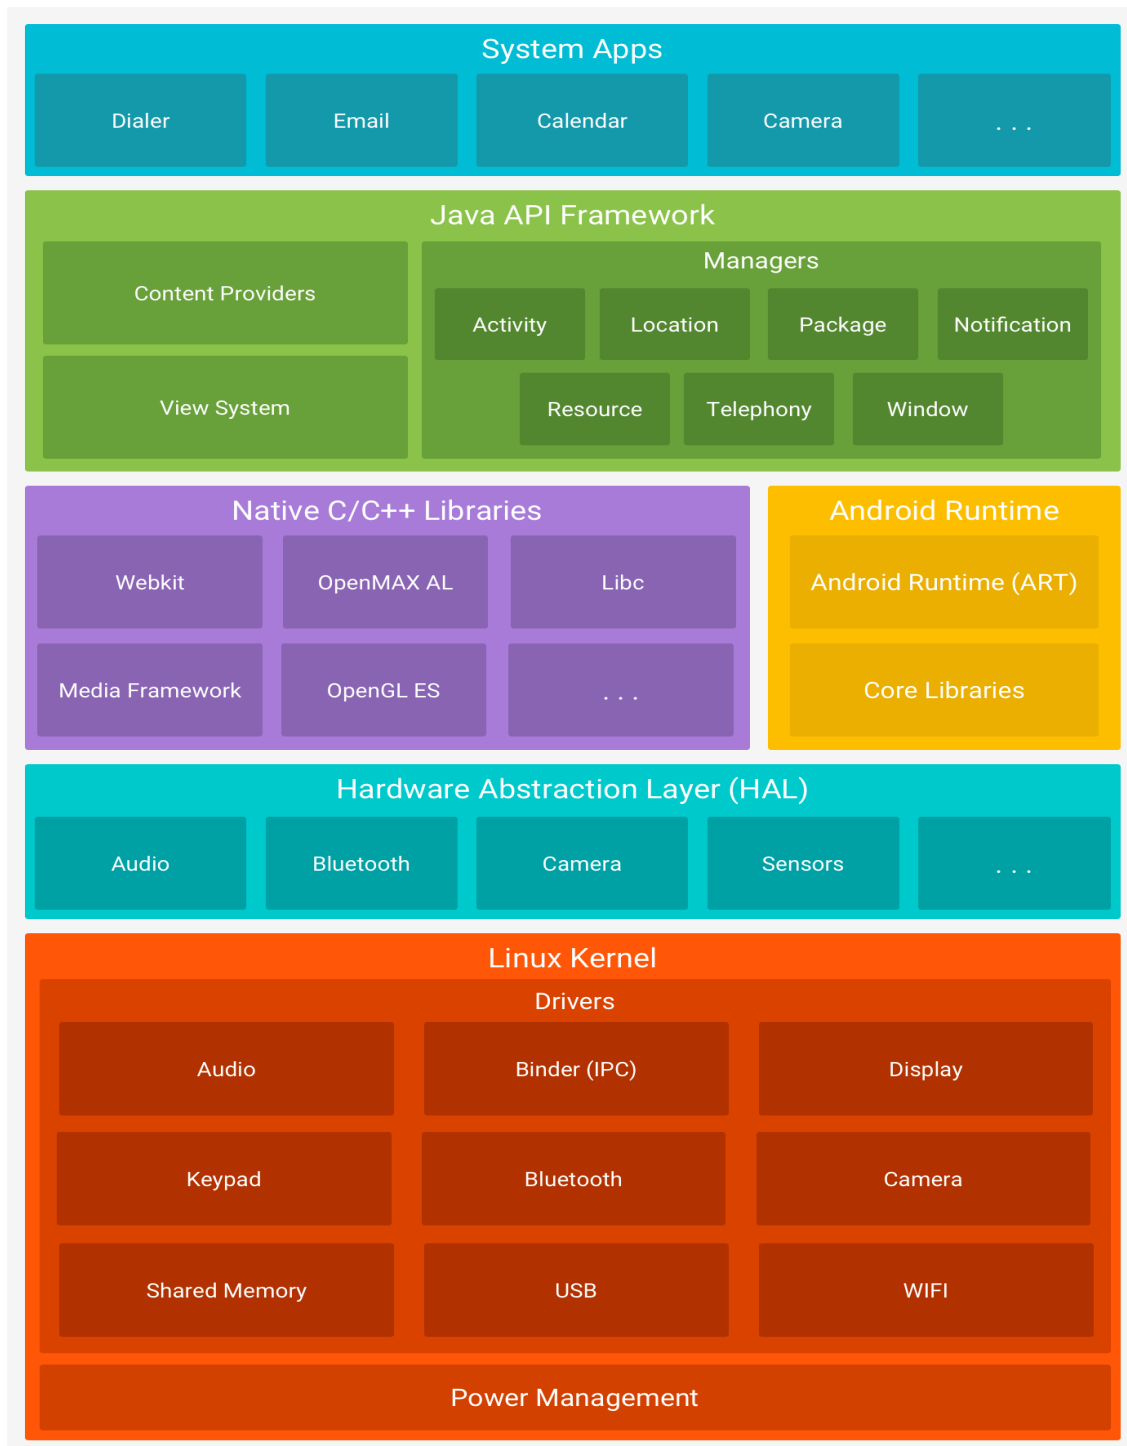 System Apps
Dialer Email Calendar Camera . . .
Java API Framework
Content Providers
View System
Managers
Activity Location Package Notification
Resource Telephony Window
Native C/C++ Libraries
Webkit OpenMAX AL Libc
Media Framework OpenGL ES . . .
Android Runtime
Android Runtime (ART)
Core Libraries
Hardware Abstraction Layer (HAL)
Audio Bluetooth Camera Sensors . . .
Linux Kernel
Drivers
Audio Binder (IPC) Display
Keypad Bluetooth Camera
Shared Memory USB WIFI
Power Management